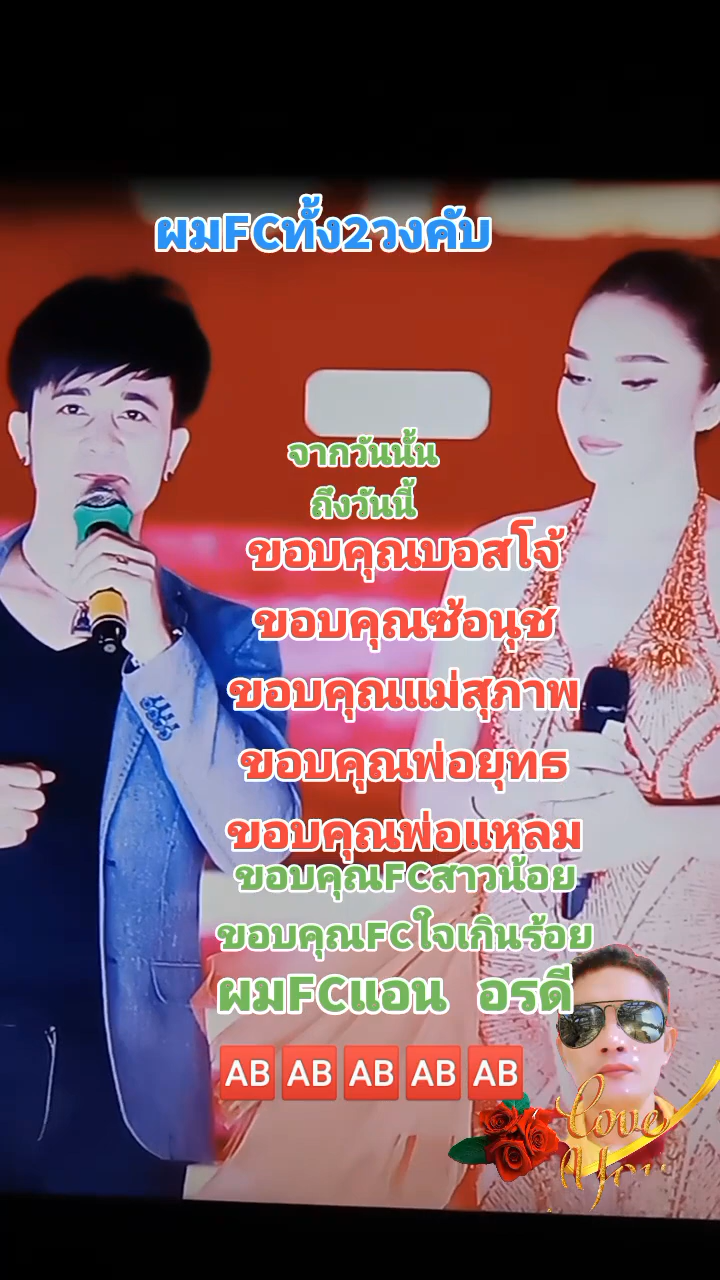 ผมFCทั้ง2วงคับ
จากวันนั้น
ถึงวันนี้
ขอบคุณบอสโจ้
ขอบคุณซ้อนุช
ขอบคุณแม่สุภาพ
ขอบคุณพ่อยุทธ
ขอบคุณพ่อแหลม
ขอบคุณFCสาวน้อย
ขอบคุณFCใจเกินร้อย
ผมFCแอน อรดี
AB AB AB AB AB
Love
You